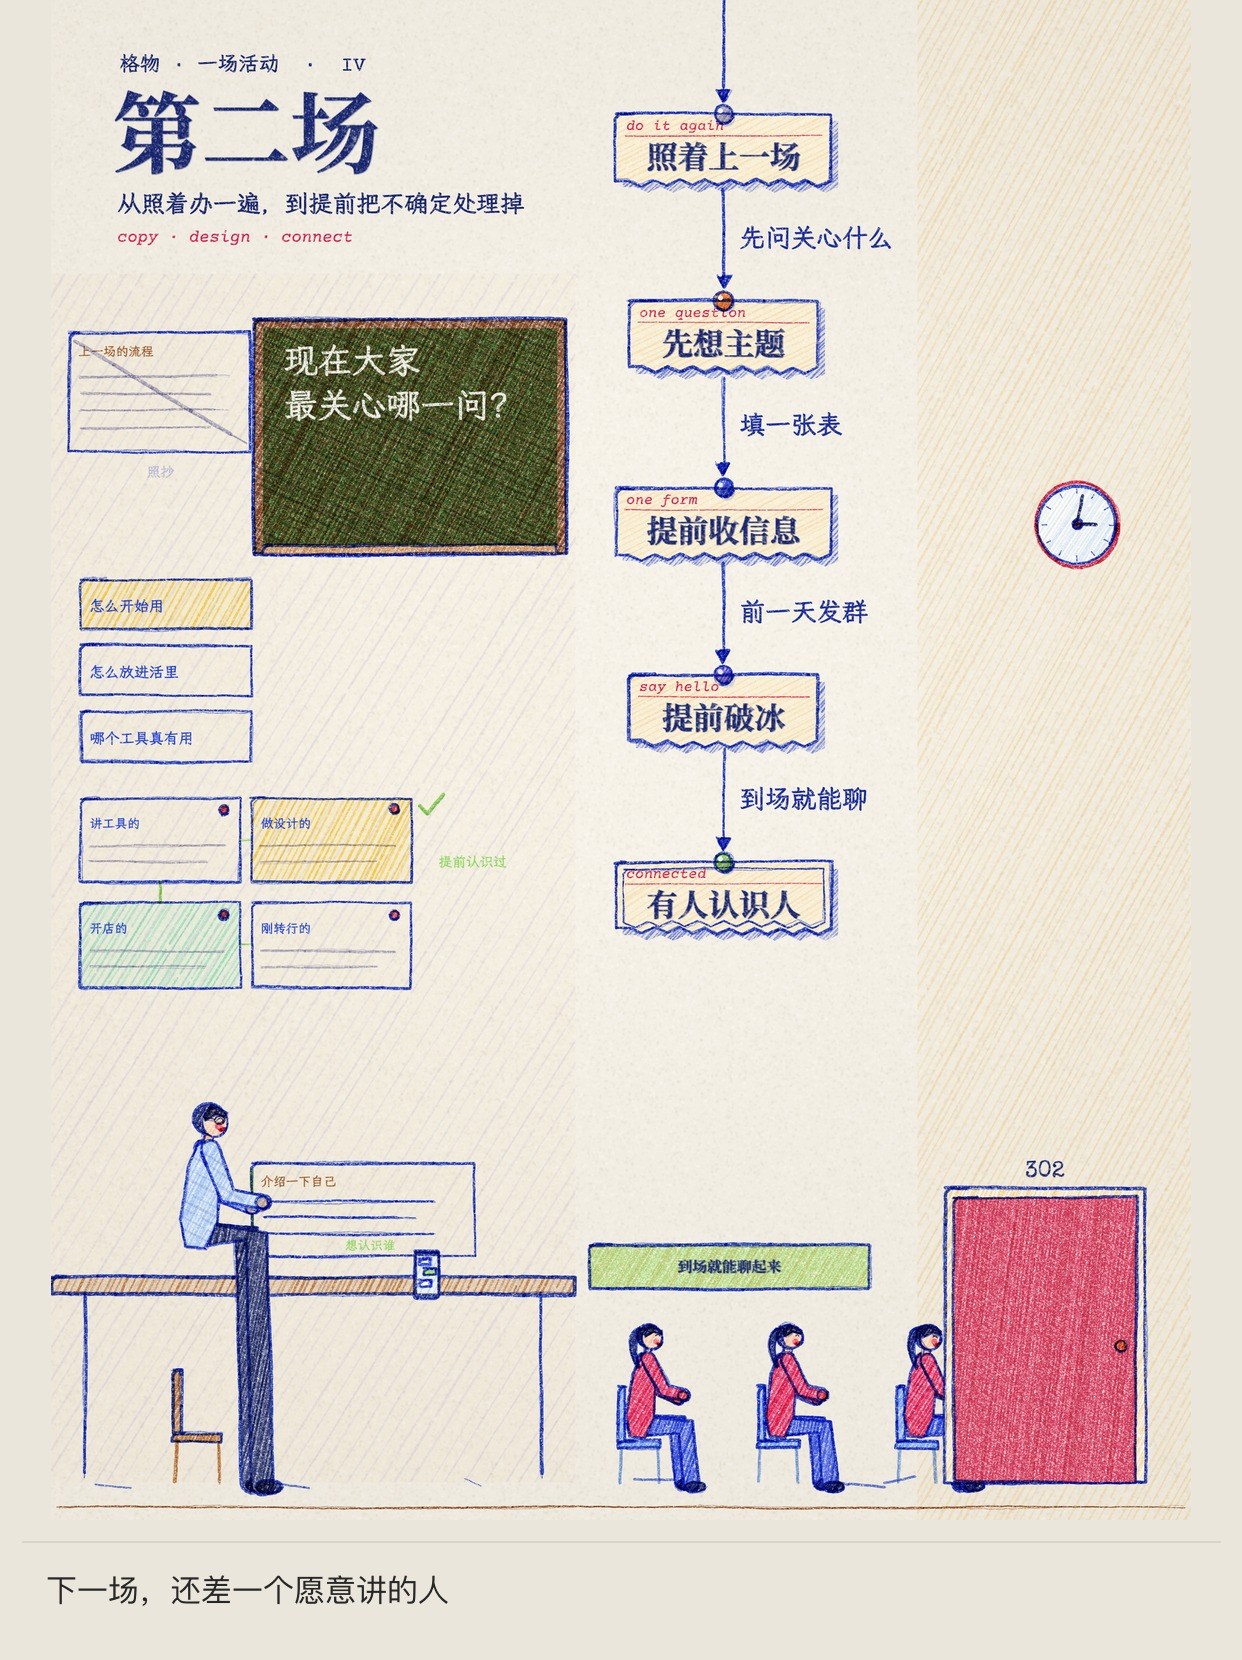 格物 · 一场活动 · IV
第二场
从照着办一遍，到提前把不确定处理掉
copy · design · connect
上一场的流程
照抄
现在大家
最关心哪一问？
怎么开始用
怎么放进活里
哪个工具真有用
讲工具的
做设计的
提前认识过
开店的
刚转行的
do it again
照着上一场
先问关心什么
one question
先想主题
填一张表
one form
提前收信息
前一天发群
say hello
提前破冰
到场就能聊
connected
有人认识人
介绍一下自己
想认识谁
到场就能聊起来
302
下一场，还差一个愿意讲的人